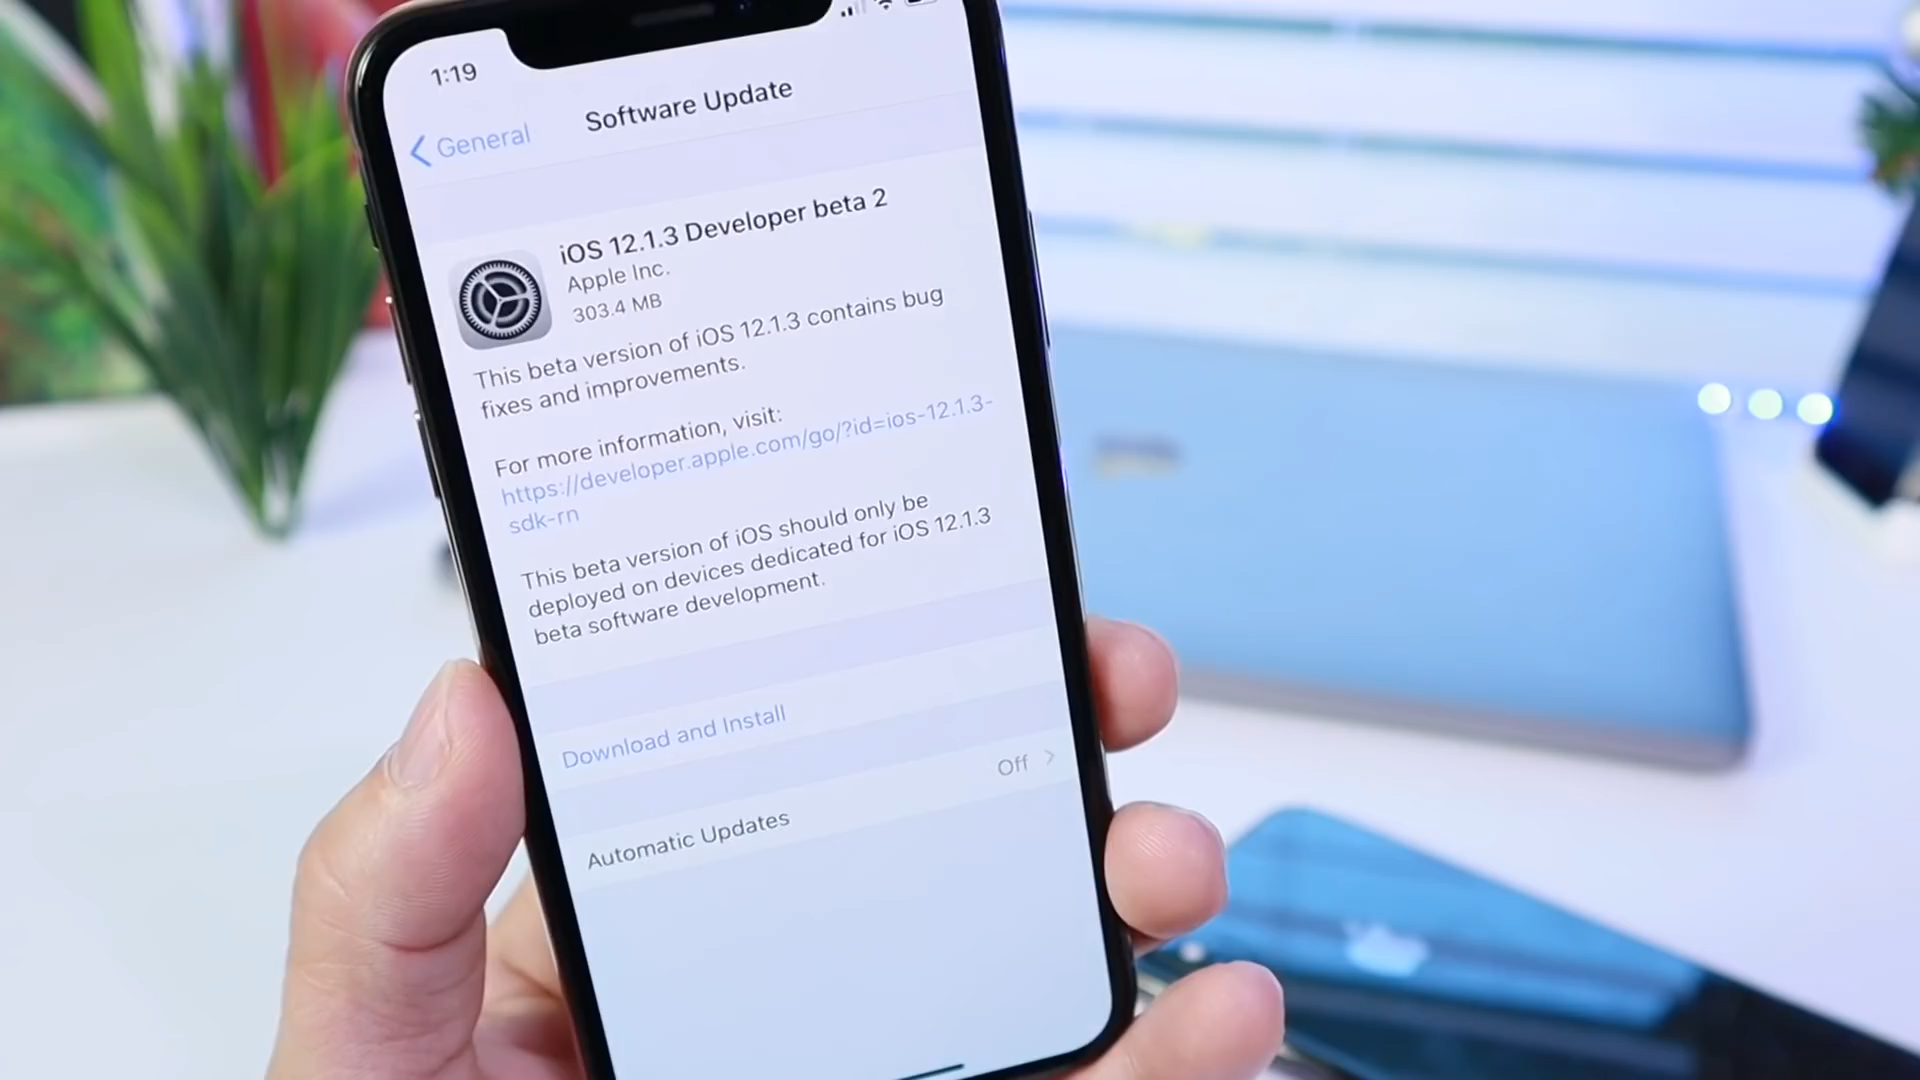 1:19
General
Software Update
iOS 12.1.3 Developer beta 2
Apple Inc.
303.4 MB
This beta version of iOS 12.1.3 contains bug
fixes and improvements.
For more information, visit:
https://developer.apple.com/go/?id=ios-12.1.3-
sdk-rn
This beta version of iOS should only be
deployed on devices dedicated for iOS 12.1.3
beta software development.
Download and Install
Automatic Updates
Off